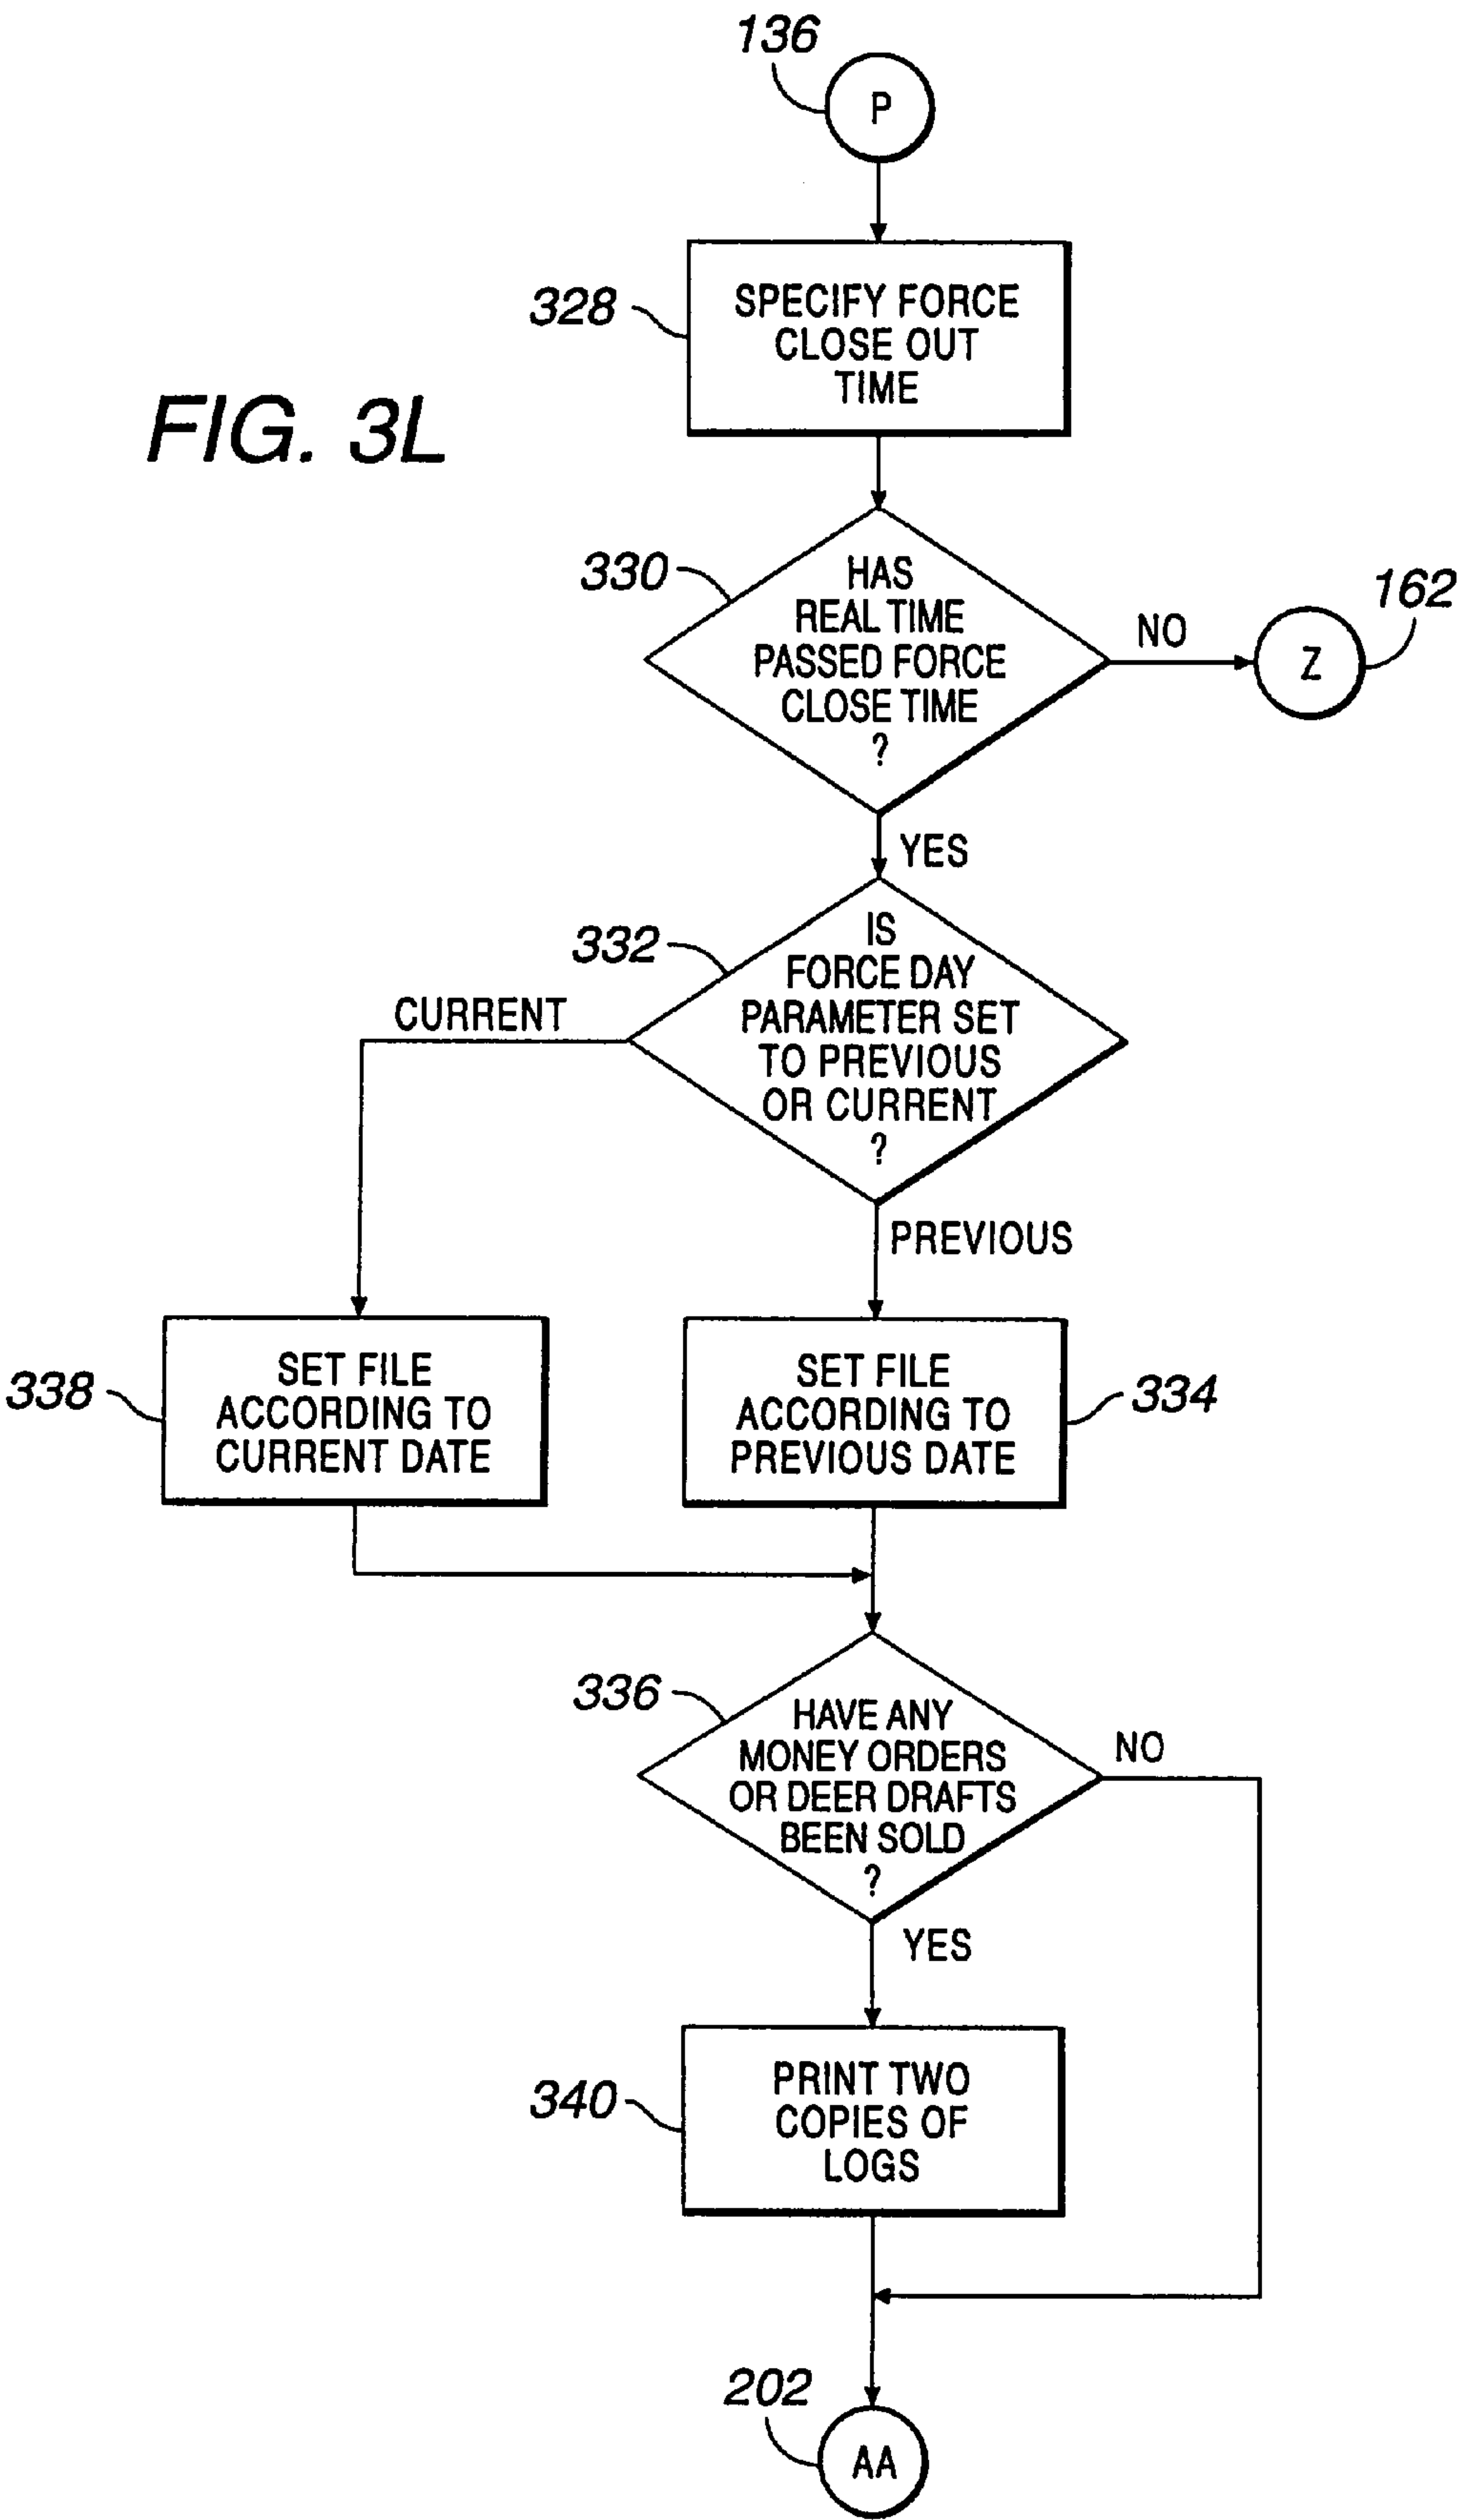 136
P
328
SPECIFY FORCE
CLOSE OUT
TIME
FIG. 3L
330
HAS
REAL TIME
PASSED FORCE
CLOSE TIME
?
NO
162
Z
YES
332
IS
FORCE DAY
PARAMETER SET
TO PREVIOUS
OR CURRENT
?
CURRENT
PREVIOUS
338
SET FILE
ACCORDING TO
CURRENT DATE
SET FILE
ACCORDING TO
PREVIOUS DATE
334
336
HAVE ANY
MONEY ORDERS
OR DEER DRAFTS
BEEN SOLD
?
NO
YES
340
PRINT TWO
COPIES OF
LOGS
202
AA